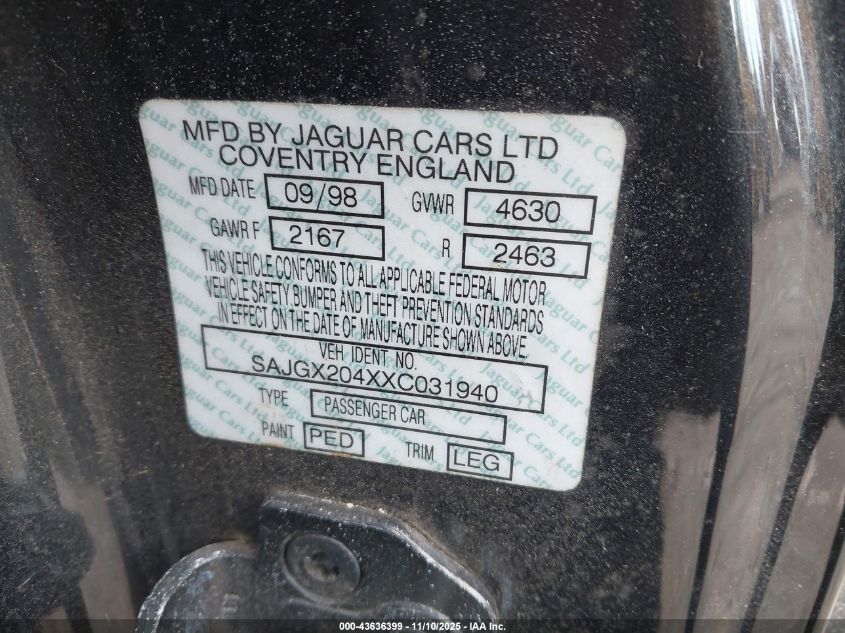 MFD BY JAGUAR CARS LTD
COVENTRY ENGLAND
MFD DATE 09/98 GVWR 4630
GAWR F 2167 R 2463
THIS VEHICLE CONFORMS TO ALL APPLICABLE FEDERAL MOTOR
VEHICLE SAFETY BUMPER AND THEFT PREVENTION STANDARDS
IN EFFECT ON THE DATE OF MANUFACTURE SHOWN ABOVE.
VEH IDENT NO.
SAJGX204XXC031940
TYPE PASSENGER CAR
PAINT PED TRIM LEG
000-43636399 - 11/10/2025 - IAA Inc.